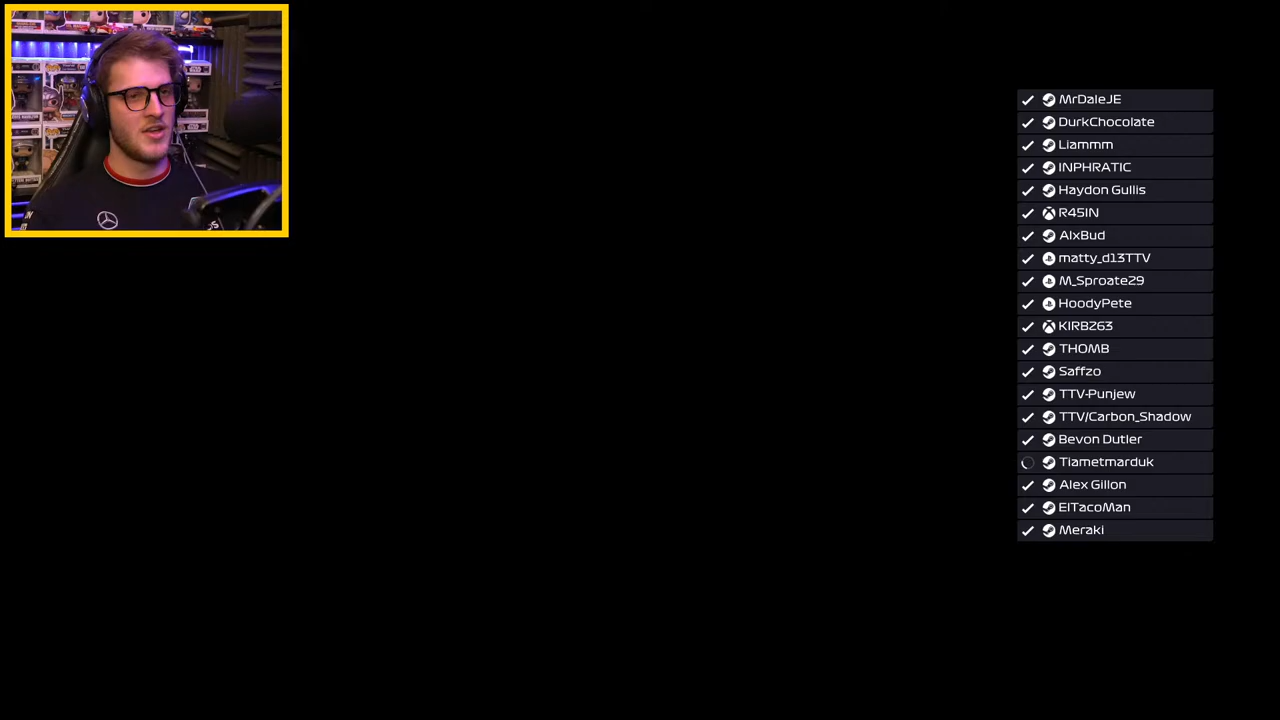 MrDaleJE
DurkChocolate
Liammm
INPHRATIC
Haydon Gullis
R45IN
AlxBud
matty_d13TTV
M_Sproate29
HoodyPete
KIRBZ63
THOMB
Saffzo
TTV-Punjew
TTV/Carbon_Shadow
Bevon Dutler
Tiametmarduk
Alex Gillon
ElTacoMan
Meraki